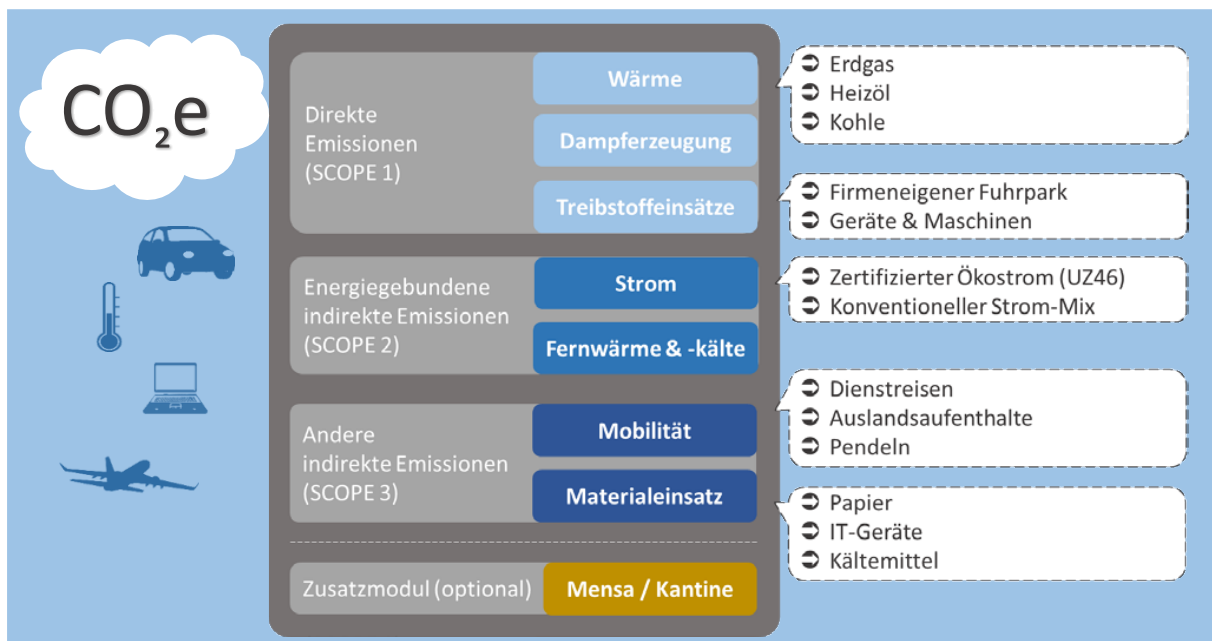 CO₂e
Direkte
Emissionen
(SCOPE 1)
Wärme
Dampferzeugung
Treibstoffeinsätze
Erdgas
Heizöl
Kohle
Firmeneigener Fuhrpark
Geräte & Maschinen
Energiegebundene
indirekte Emissionen
(SCOPE 2)
Strom
Fernwärme & -kälte
Zertifizierter Ökostrom (UZ46)
Konventioneller Strom-Mix
Andere
indirekte Emissionen
(SCOPE 3)
Mobilität
Materialeinsatz
Dienstreisen
Auslandsaufenthalte
Pendeln
Papier
IT-Geräte
Kältemittel
Zusatzmodul (optional)
Mensa / Kantine